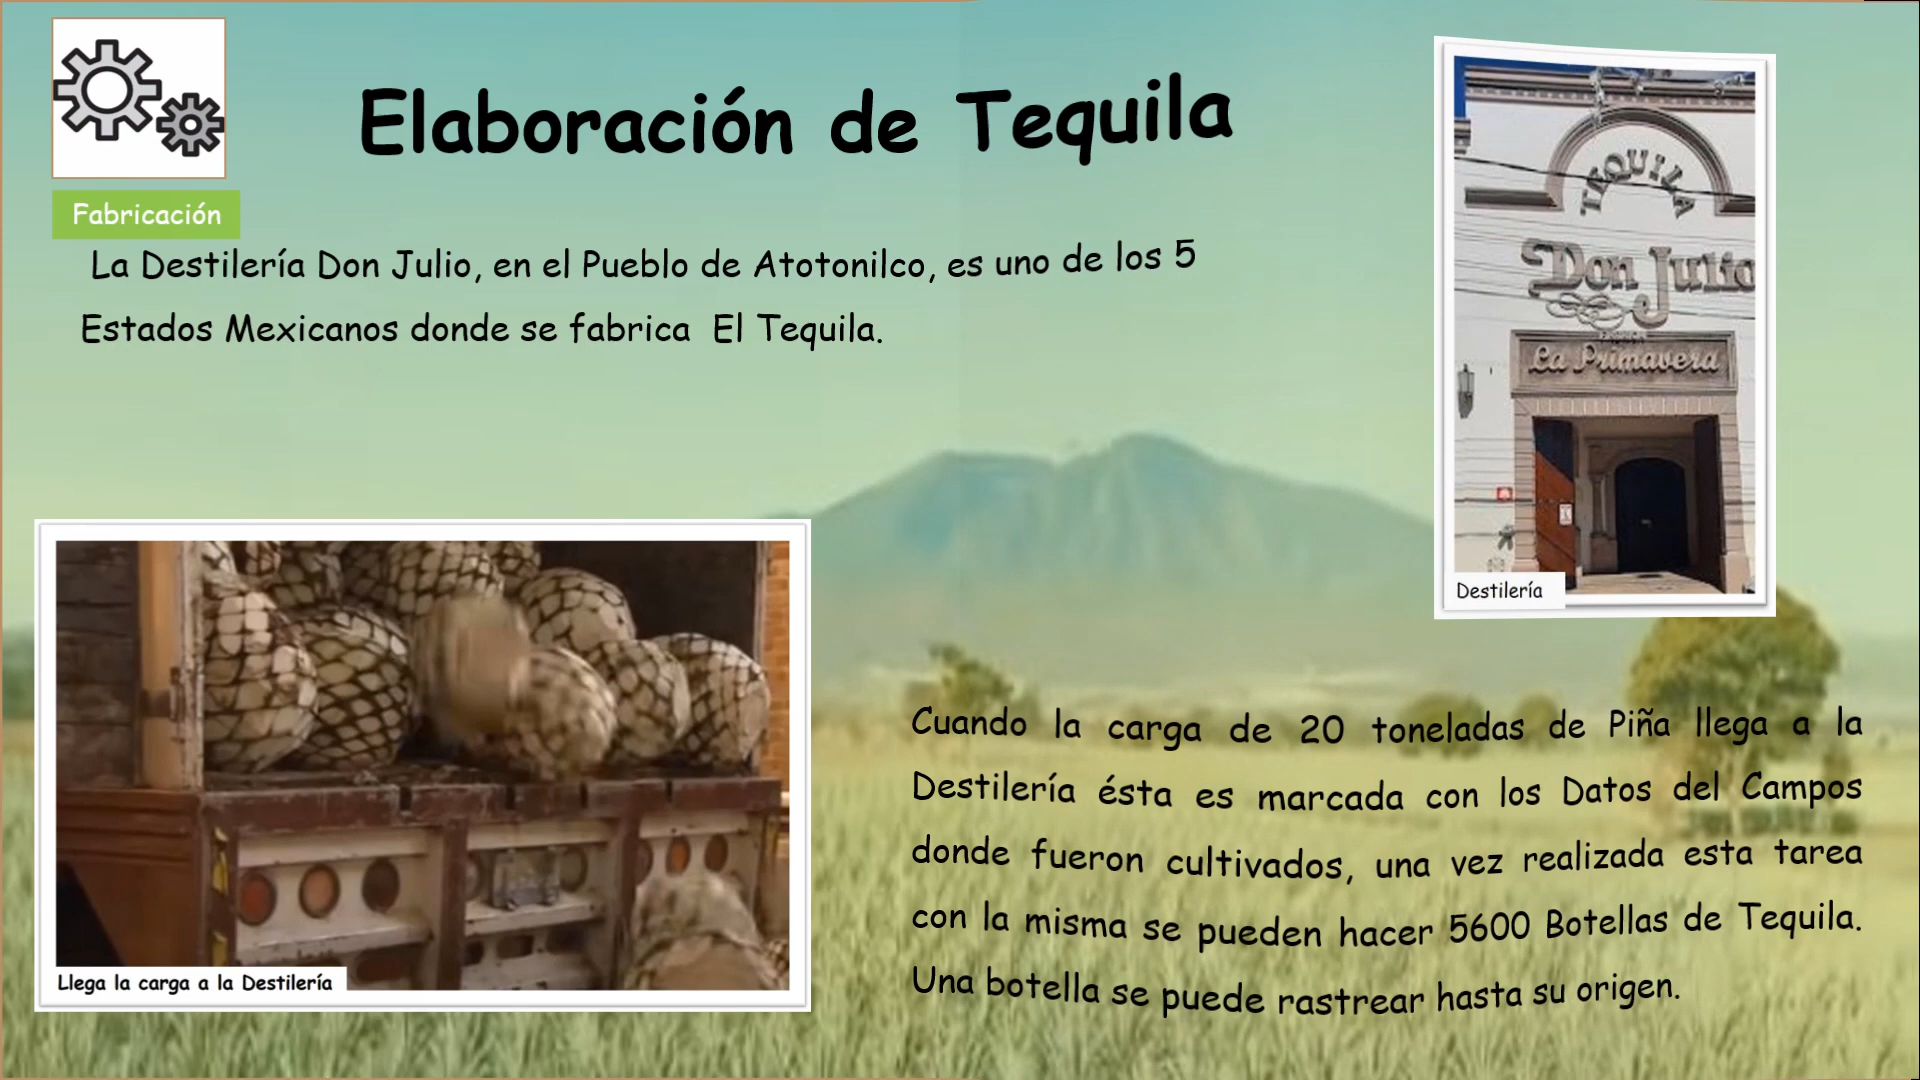 Elaboración de Tequila
Fabricación
La Destilería Don Julio, en el Pueblo de Atotonilco, es uno de los 5
Estados Mexicanos donde se fabrica El Tequila.
TEQUILA
Don Julio
La Primavera
Destilería
Llega la carga a la Destilería
Cuando la carga de 20 toneladas de Piña llega a la
Destilería ésta es marcada con los Datos del Campos
donde fueron cultivados, una vez realizada esta tarea
con la misma se pueden hacer 5600 Botellas de Tequila.
Una botella se puede rastrear hasta su origen.